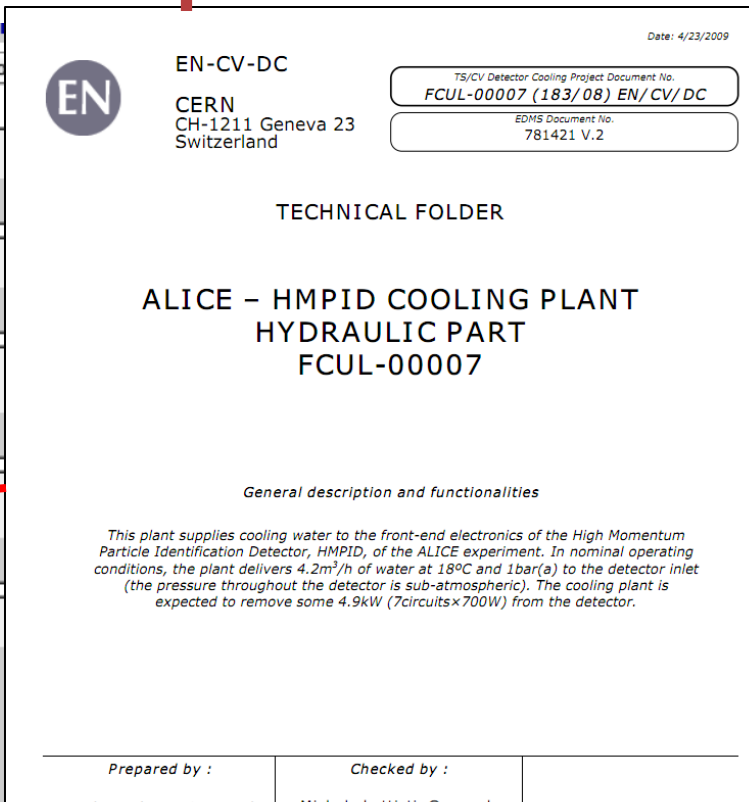 Date: 4/23/2009
EN-CV-DC
EN
CERN
CH-1211 Geneva 23
Switzerland
TS/CV Detector Cooling Project Document No.
FCUL-00007 (183/08) EN/CV/DC
EDMS Document No.
781421 V.2
TECHNICAL FOLDER
ALICE – HMPID COOLING PLANT
HYDRAULIC PART
FCUL-00007
General description and functionalities
This plant supplies cooling water to the front-end electronics of the High Momentum
Particle Identification Detector, HMPID, of the ALICE experiment. In nominal operating
conditions, the plant delivers 4.2m³/h of water at 18ºC and 1bar(a) to the detector inlet
(the pressure throughout the detector is sub-atmospheric). The cooling plant is
expected to remove some 4.9kW (7circuits×700W) from the detector.
Prepared by :
Checked by :